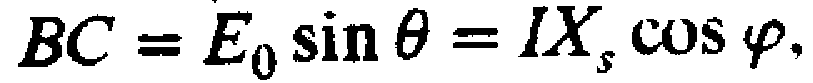 BC = E₀ sin θ = IXₛ cos φ,